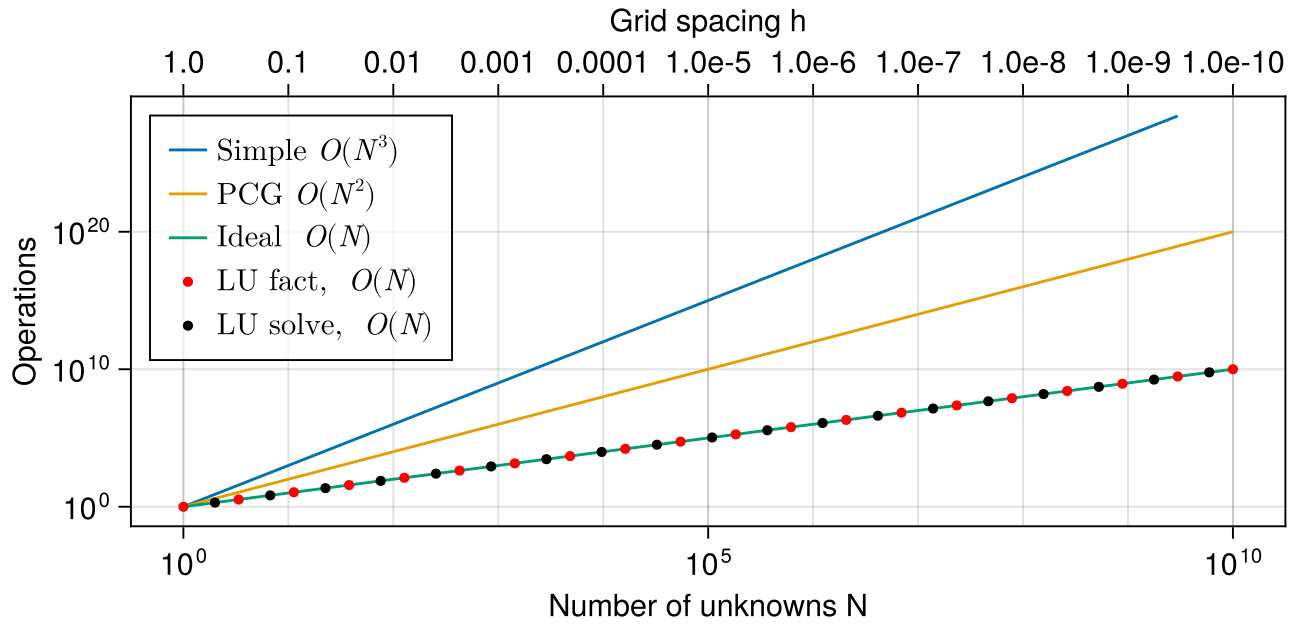 Grid spacing h
1.0 0.1 0.01 0.001 0.0001 1.0e-5 1.0e-6 1.0e-7 1.0e-8 1.0e-9 1.0e-10
Simple O(N³)
PCG O(N²)
Ideal O(N)
LU fact, O(N)
LU solve, O(N)
Operations
10²⁰
10¹⁰
10⁰
10⁰ 10⁵ 10¹⁰
Number of unknowns N